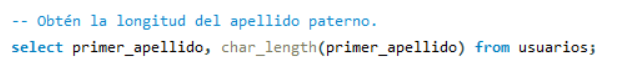 -- Obtén la longitud del apellido paterno.
select primer_apellido, char_length(primer_apellido) from usuarios;